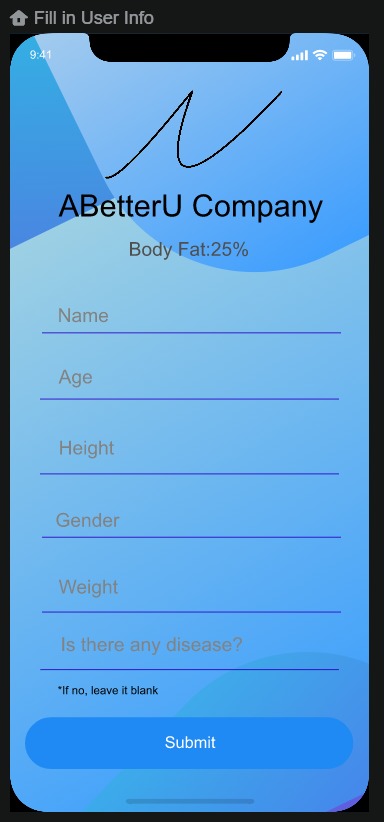 Fill in User Info
9:41
ABetterU Company
Body Fat:25%
Name
Age
Height
Gender
Weight
Is there any disease?
*If no, leave it blank
Submit